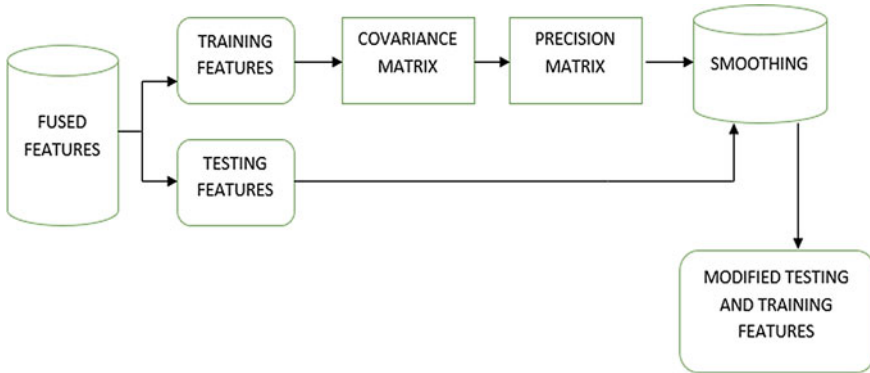 FUSED
FEATURES
TRAINING
FEATURES
COVARIANCE
MATRIX
PRECISION
MATRIX
SMOOTHING
TESTING
FEATURES
MODIFIED TESTING
AND TRAINING
FEATURES